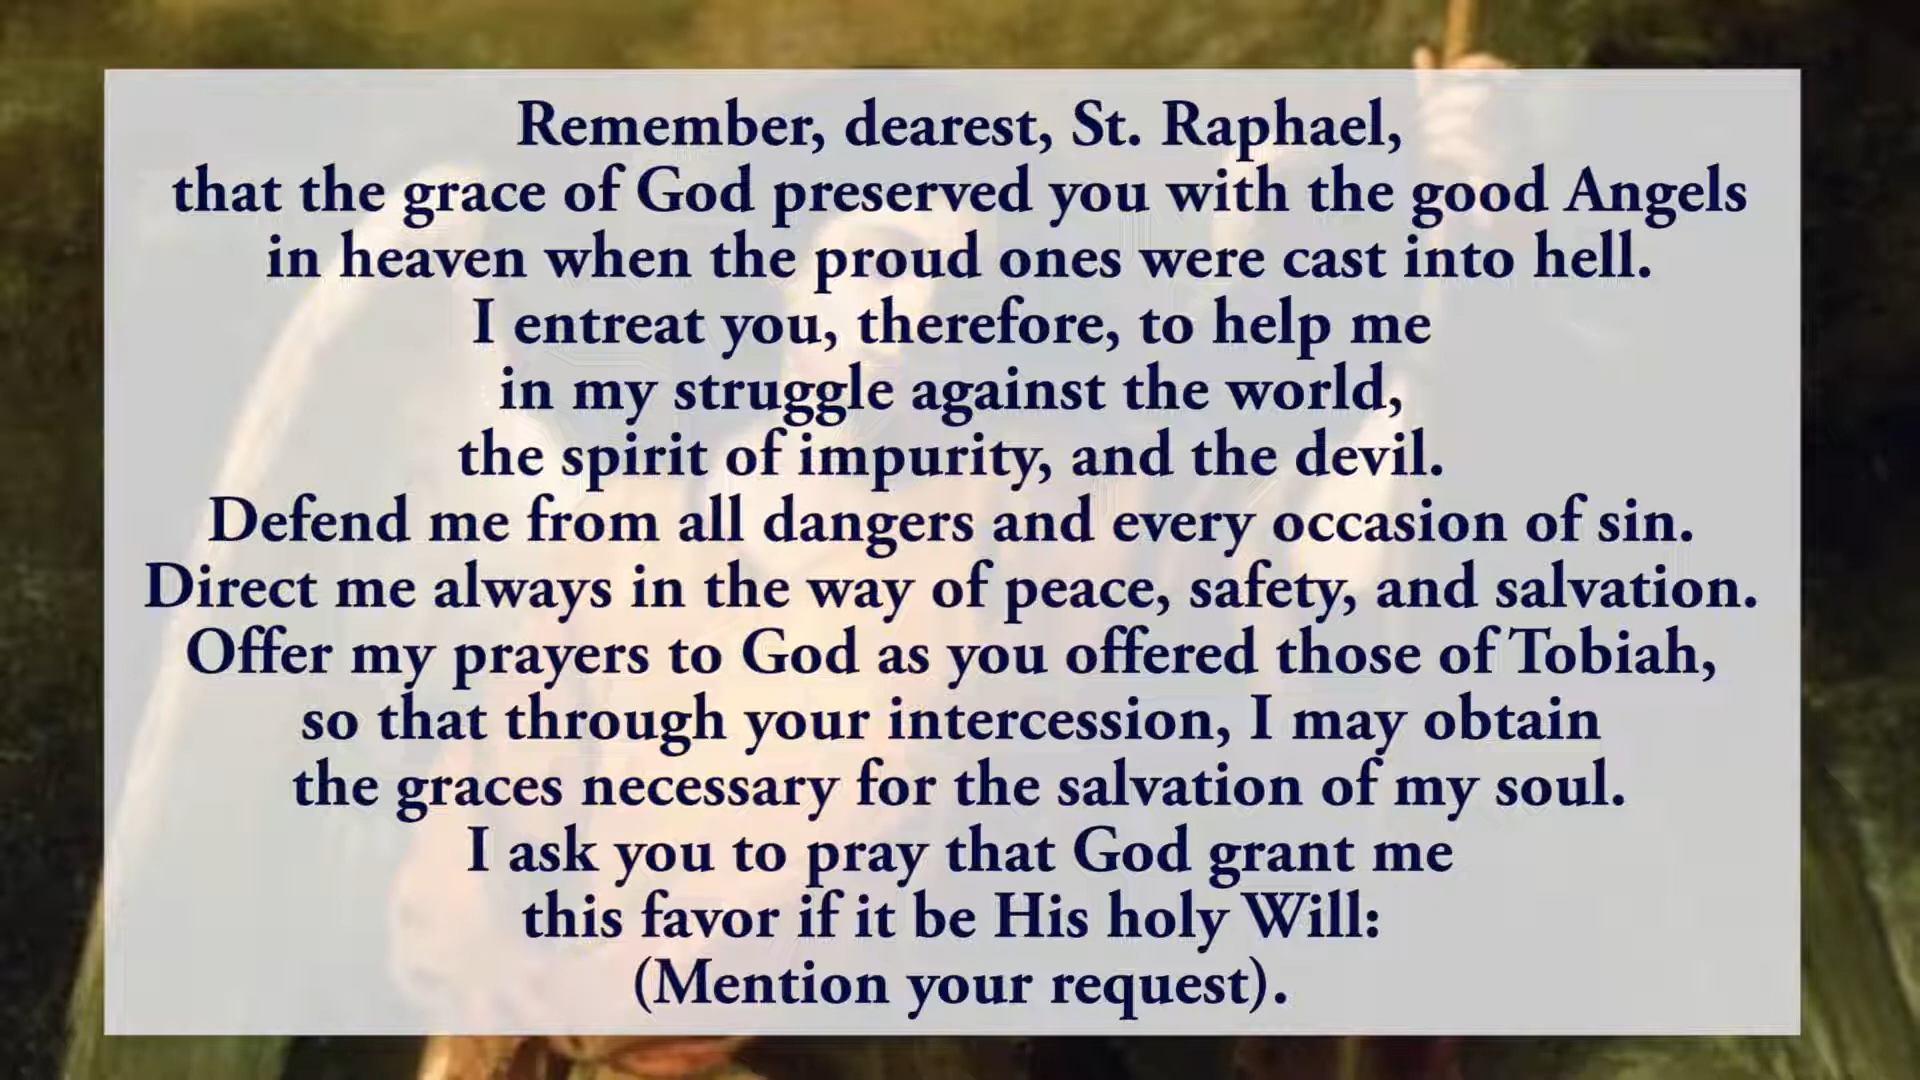 Remember, dearest, St. Raphael,
that the grace of God preserved you with the good Angels
in heaven when the proud ones were cast into hell.
I entreat you, therefore, to help me
in my struggle against the world,
the spirit of impurity, and the devil.
Defend me from all dangers and every occasion of sin.
Direct me always in the way of peace, safety, and salvation.
Offer my prayers to God as you offered those of Tobiah,
so that through your intercession, I may obtain
the graces necessary for the salvation of my soul.
I ask you to pray that God grant me
this favor if it be His holy Will:
(Mention your request).